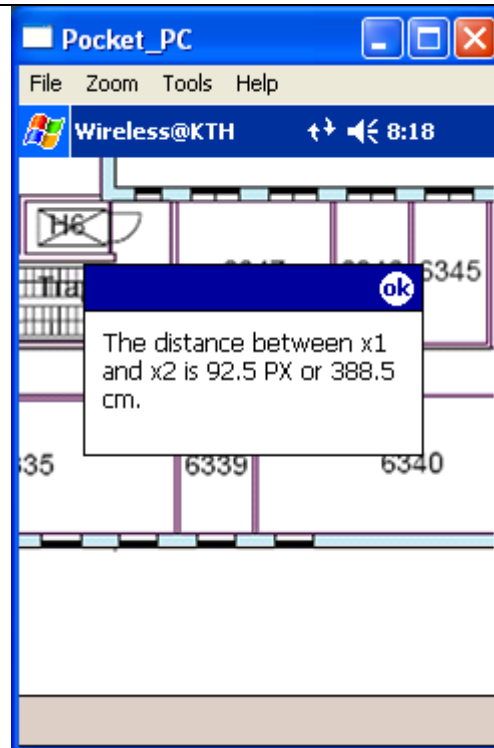 Pocket_PC
File Zoom Tools Help
Wireless@KTH 8:18
H6
6345
ok
The distance between x1
and x2 is 92.5 PX or 388.5
cm.
6339 6340